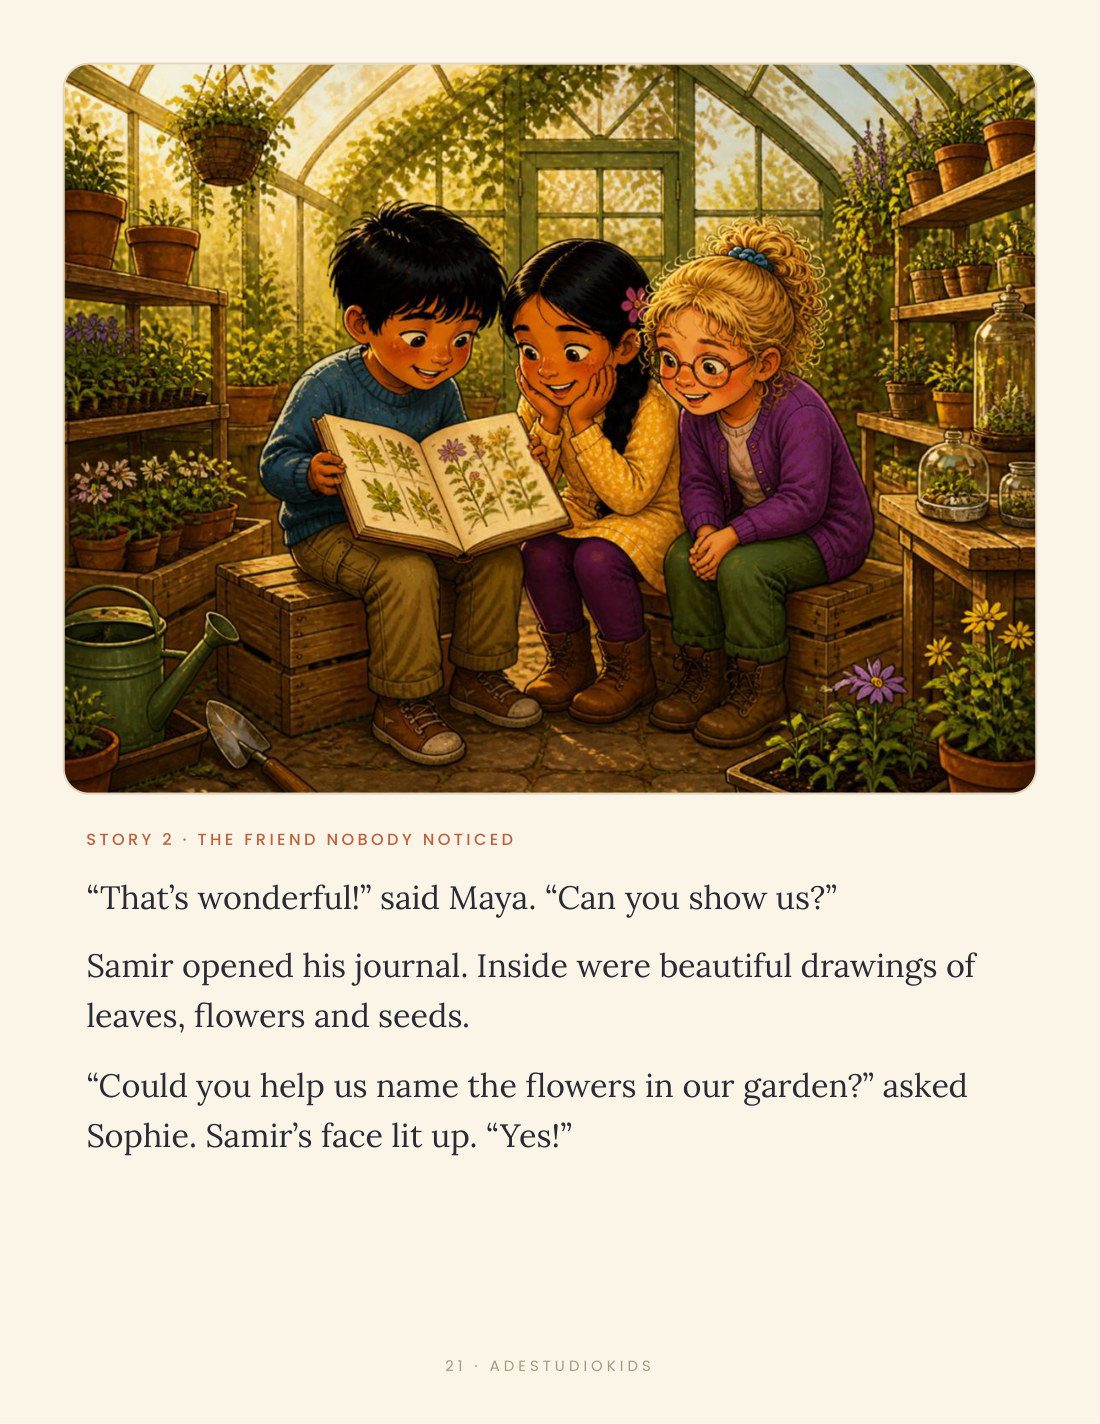 STORY 2 · THE FRIEND NOBODY NOTICED
“That’s wonderful!” said Maya. “Can you show us?”
Samir opened his journal. Inside were beautiful drawings of
leaves, flowers and seeds.
“Could you help us name the flowers in our garden?” asked
Sophie. Samir’s face lit up. “Yes!”
21 · ADESTUDIOKIDS